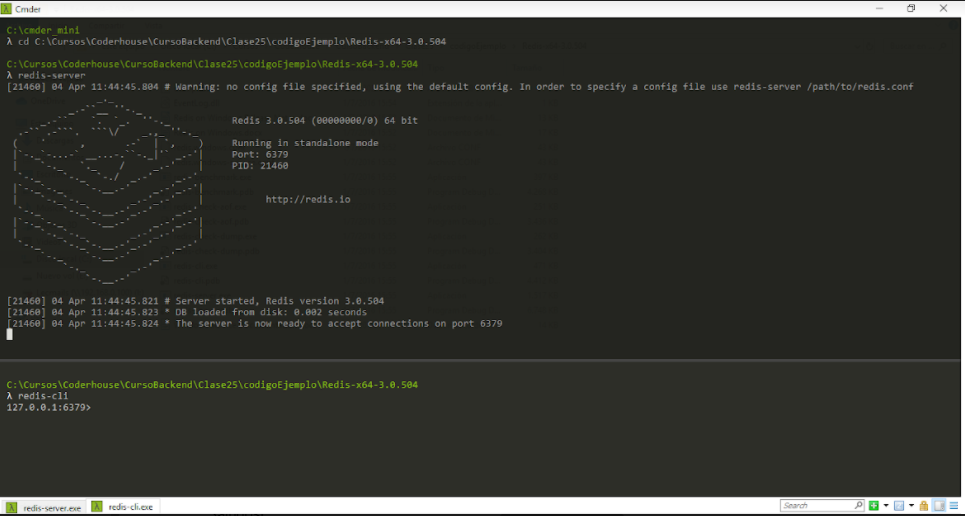 Cmder
C:\cmder_mini
λ cd C:\Cursos\Coderhouse\CursoBackend\Clase25\codigoEjemplo\Redis-x64-3.0.504
C:\Cursos\Coderhouse\CursoBackend\Clase25\codigoEjemplo\Redis-x64-3.0.504
λ redis-server
[21460] 04 Apr 11:44:45.804 # Warning: no config file specified, using the default config. In order to specify a config file use redis-server /path/to/redis.conf
Redis 3.0.504 (00000000/0) 64 bit
Running in standalone mode
Port: 6379
PID: 21460
http://redis.io
[21460] 04 Apr 11:44:45.821 # Server started, Redis version 3.0.504
[21460] 04 Apr 11:44:45.823 * DB loaded from disk: 0.002 seconds
[21460] 04 Apr 11:44:45.824 * The server is now ready to accept connections on port 6379
C:\Cursos\Coderhouse\CursoBackend\Clase25\codigoEjemplo\Redis-x64-3.0.504
λ redis-cli
127.0.0.1:6379>
λ redis-server.exe
λ redis-cli.exe
Search